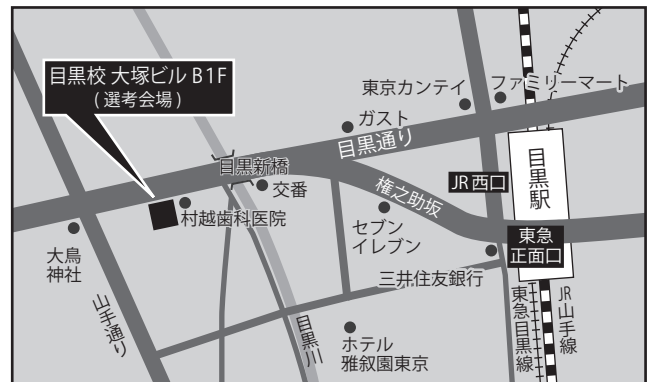 目黒校 大塚ビル B1F
（選考会場）
東京カンテイ
ファミリーマート
ガスト
目黒通り
目黒新橋
交番
権之助坂
JR西口
目黒駅
村越歯科医院
セブン
イレブン
東急
正面口
大鳥
神社
三井住友銀行
山手通り
目黒川
ホテル
雅叙園東京
東急目黒線
JR山手線